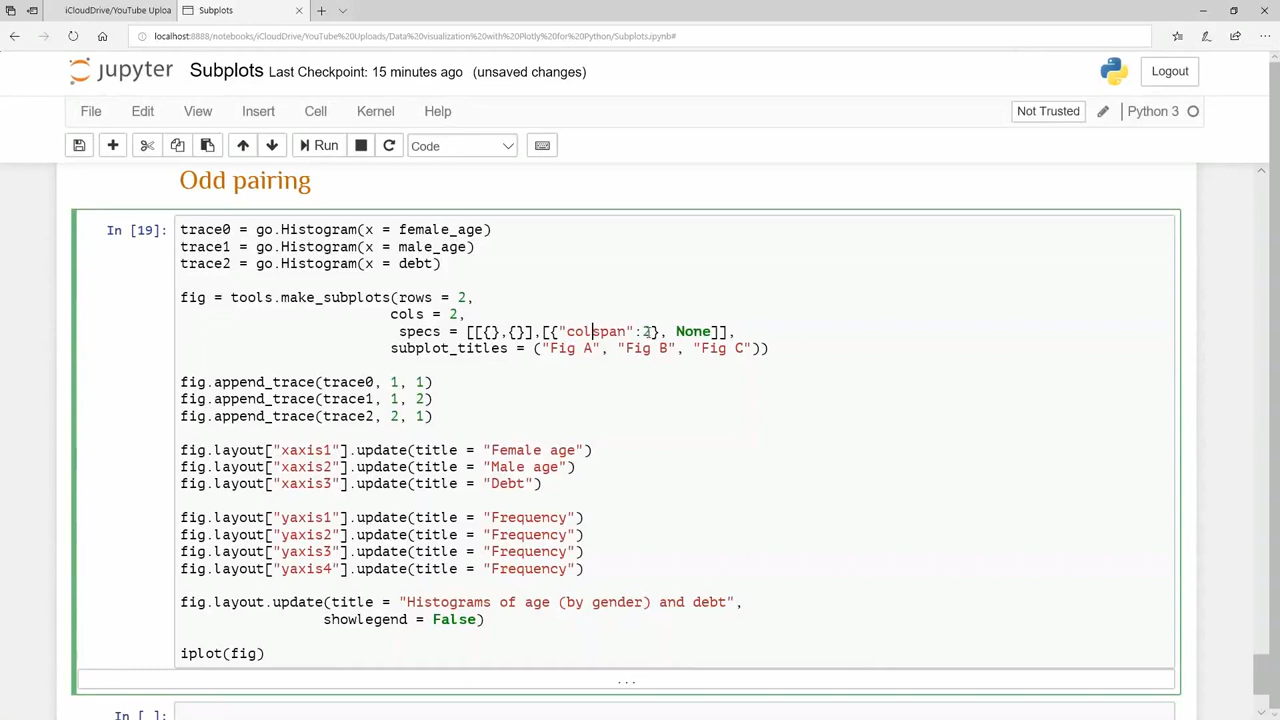 iCloudDrive/YouTube Uploa
Subplots
localhost:8888/notebooks/iCloudDrive/YouTube%20Uploads/Data%20visualization%20with%20Plotly%20for%20Python/Subplots.ipynb#
jupyter Subplots Last Checkpoint: 15 minutes ago (unsaved changes)
Logout
File Edit View Insert Cell Kernel Help
Not Trusted
Python 3
Run
Code
Odd pairing
In [19]:
trace0 = go.Histogram(x = female_age)
trace1 = go.Histogram(x = male_age)
trace2 = go.Histogram(x = debt)
fig = tools.make_subplots(rows = 2,
cols = 2,
specs = [[{},{}],[{"colspan":2}, None]],
subplot_titles = ("Fig A", "Fig B", "Fig C"))
fig.append_trace(trace0, 1, 1)
fig.append_trace(trace1, 1, 2)
fig.append_trace(trace2, 2, 1)
fig.layout["xaxis1"].update(title = "Female age")
fig.layout["xaxis2"].update(title = "Male age")
fig.layout["xaxis3"].update(title = "Debt")
fig.layout["yaxis1"].update(title = "Frequency")
fig.layout["yaxis2"].update(title = "Frequency")
fig.layout["yaxis3"].update(title = "Frequency")
fig.layout["yaxis4"].update(title = "Frequency")
fig.layout.update(title = "Histograms of age (by gender) and debt",
showlegend = False)
iplot(fig)
...
In [ ]: